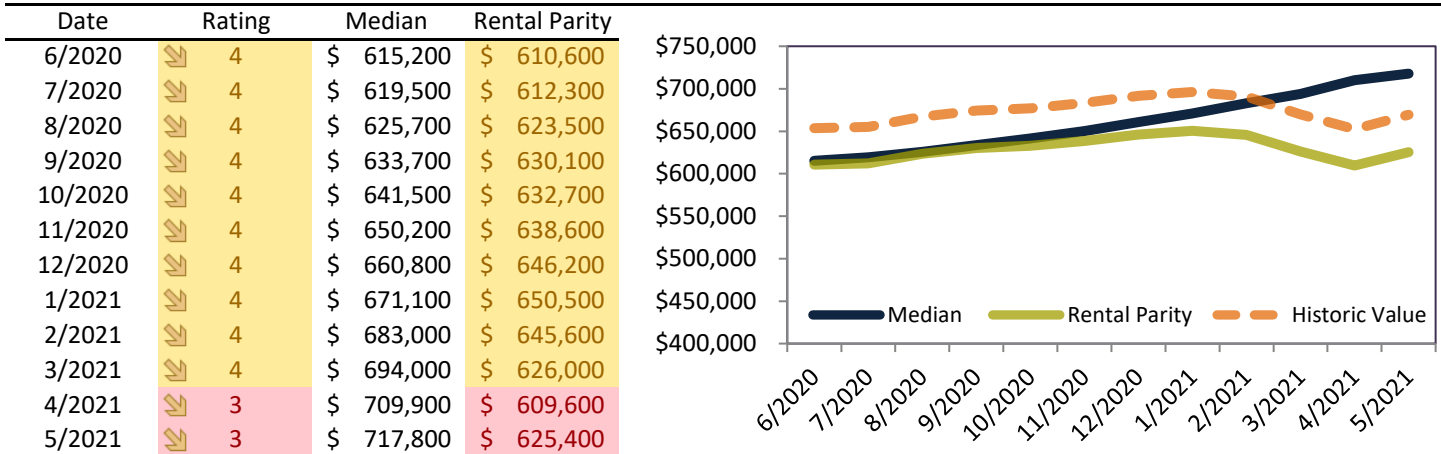 Date Rating Median Rental Parity
6/2020 4 $ 615,200 $ 610,600
7/2020 4 $ 619,500 $ 612,300
8/2020 4 $ 625,700 $ 623,500
9/2020 4 $ 633,700 $ 630,100
10/2020 4 $ 641,500 $ 632,700
11/2020 4 $ 650,200 $ 638,600
12/2020 4 $ 660,800 $ 646,200
1/2021 4 $ 671,100 $ 650,500
2/2021 4 $ 683,000 $ 645,600
3/2021 4 $ 694,000 $ 626,000
4/2021 3 $ 709,900 $ 609,600
5/2021 3 $ 717,800 $ 625,400
$750,000
$700,000
$650,000
$600,000
$550,000
$500,000
$450,000
$400,000
Median Rental Parity Historic Value
6/2020 7/2020 8/2020 9/2020 10/2020 11/2020 12/2020 1/2021 2/2021 3/2021 4/2021 5/2021